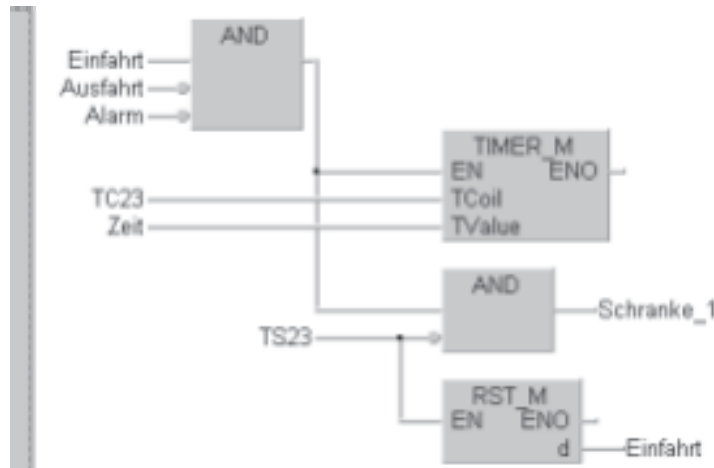 AND
Einfahrt
Ausfahrt
Alarm
TIMER_M
EN ENO
TC23 TCoil
Zeit TValue
AND
Schranke_1
TS23
RST_M
EN ENO
d Einfahrt